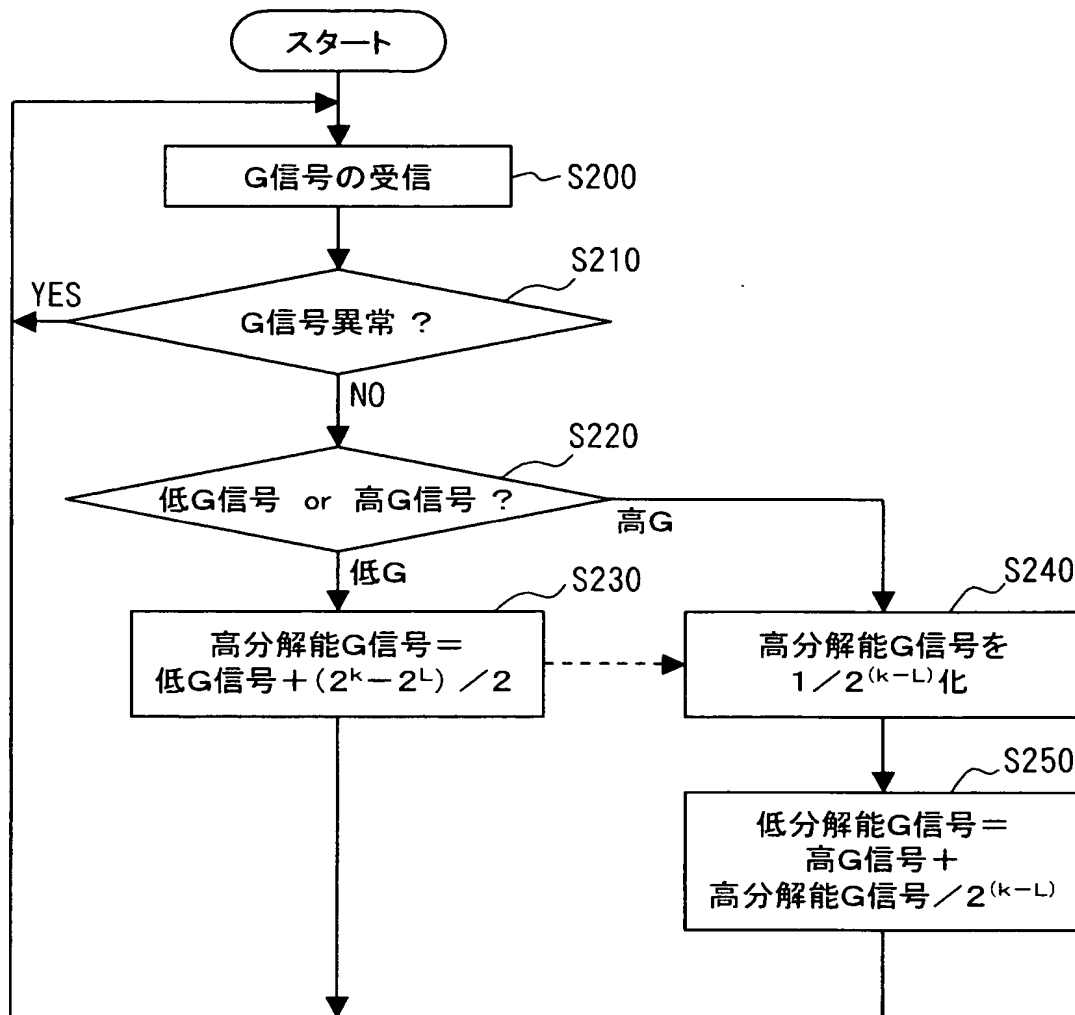 スタート
G信号の受信
S200
S210
YES
G信号異常 ?
NO
S220
低G信号 or 高G信号 ?
高G
低G
S230
高分解能G信号=
低G信号+(2^k-2^L)/2
S240
高分解能G信号を
1/2^(k-L)化
S250
低分解能G信号=
高G信号+
高分解能G信号/2^(k-L)